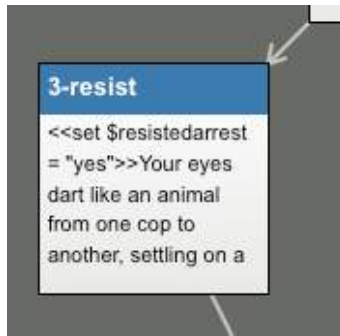 3-resist
<<set $resistedarrest
= "yes">>Your eyes
dart like an animal
from one cop to
another, settling on a